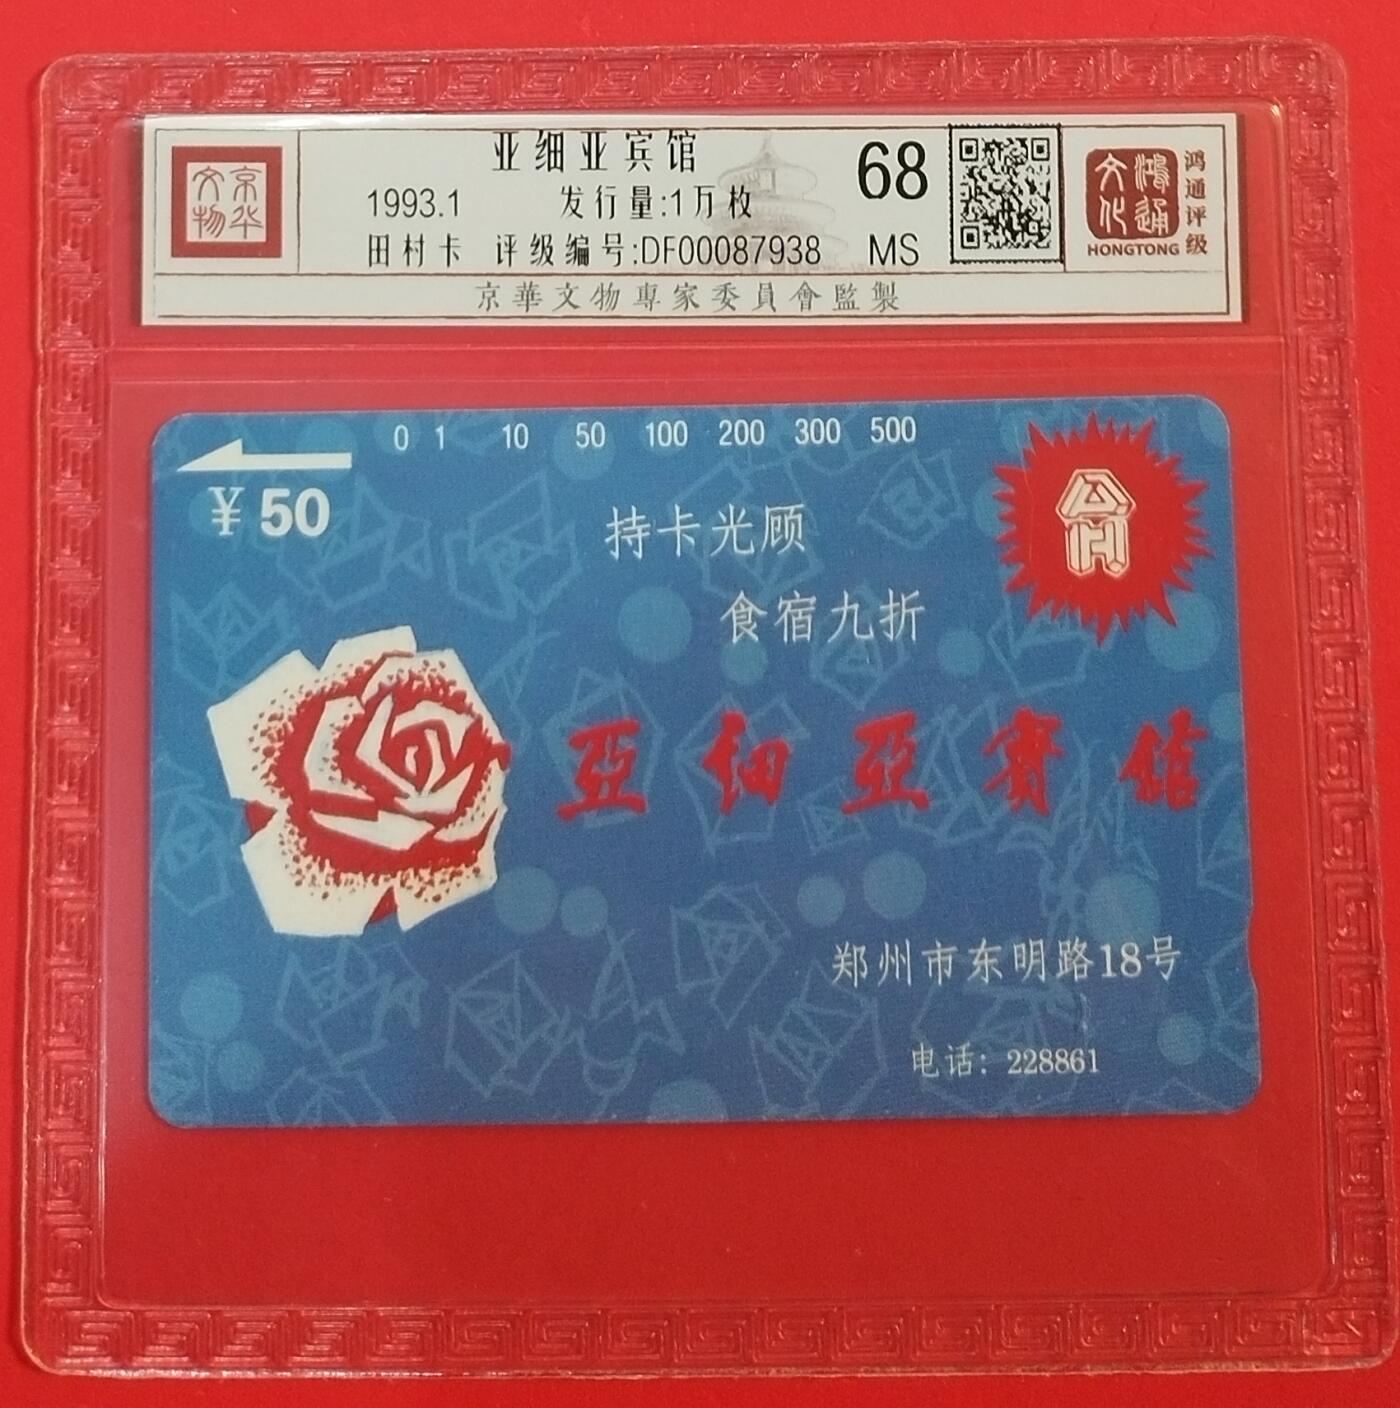 京华文物
亚细亚宾馆
1993.1 发行量:1万枚
田村卡 评级编号:DF00087938
68
MS
京華文物專家委員會監製
鸿通文化
HONGTONG
鸿通评级
0 1 10 50 100 200 300 500
¥50
持卡光顾
食宿九折
AH
亞细亞賓館
郑州市东明路18号
电话: 228861